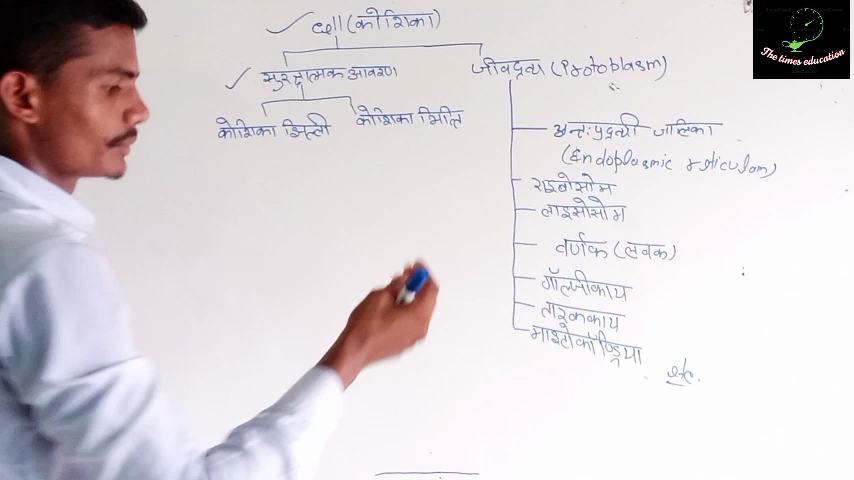 cell (कोशिका)
सुरक्षात्मक आवरण
जीवद्रव्य (Protoplasm)
कोशिका झिल्ली
कोशिका भित्ति
अन्तः प्रद्रव्यी जालिका
(Endoplasmic reticulam)
राइबोसोम
लाइसोसोम
वर्णक (लवक)
गॉल्जीकाय
तारककाय
माइटोकॉण्ड्रिया
etc.
The times education